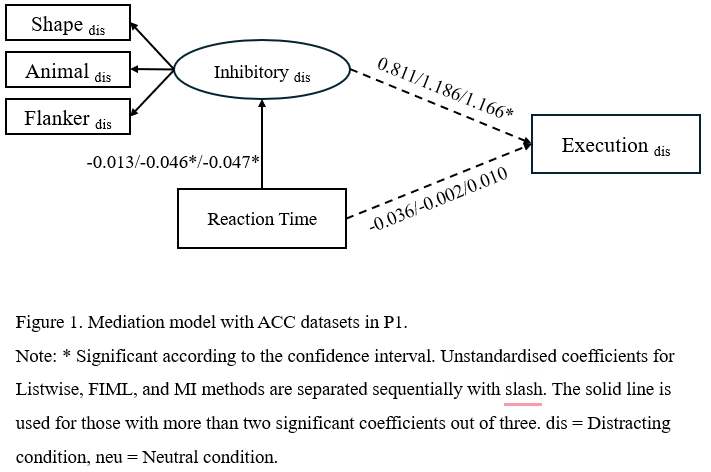 Shape dis
Animal dis
Flanker dis
Inhibitory dis
0.811/1.186/1.166*
Execution dis
-0.013/-0.046*/-0.047*
Reaction Time
-0.036/-0.002/0.010
Figure 1. Mediation model with ACC datasets in P1.
Note: * Significant according to the confidence interval. Unstandardised coefficients for
Listwise, FIML, and MI methods are separated sequentially with slash. The solid line is
used for those with more than two significant coefficients out of three. dis = Distracting
condition, neu = Neutral condition.